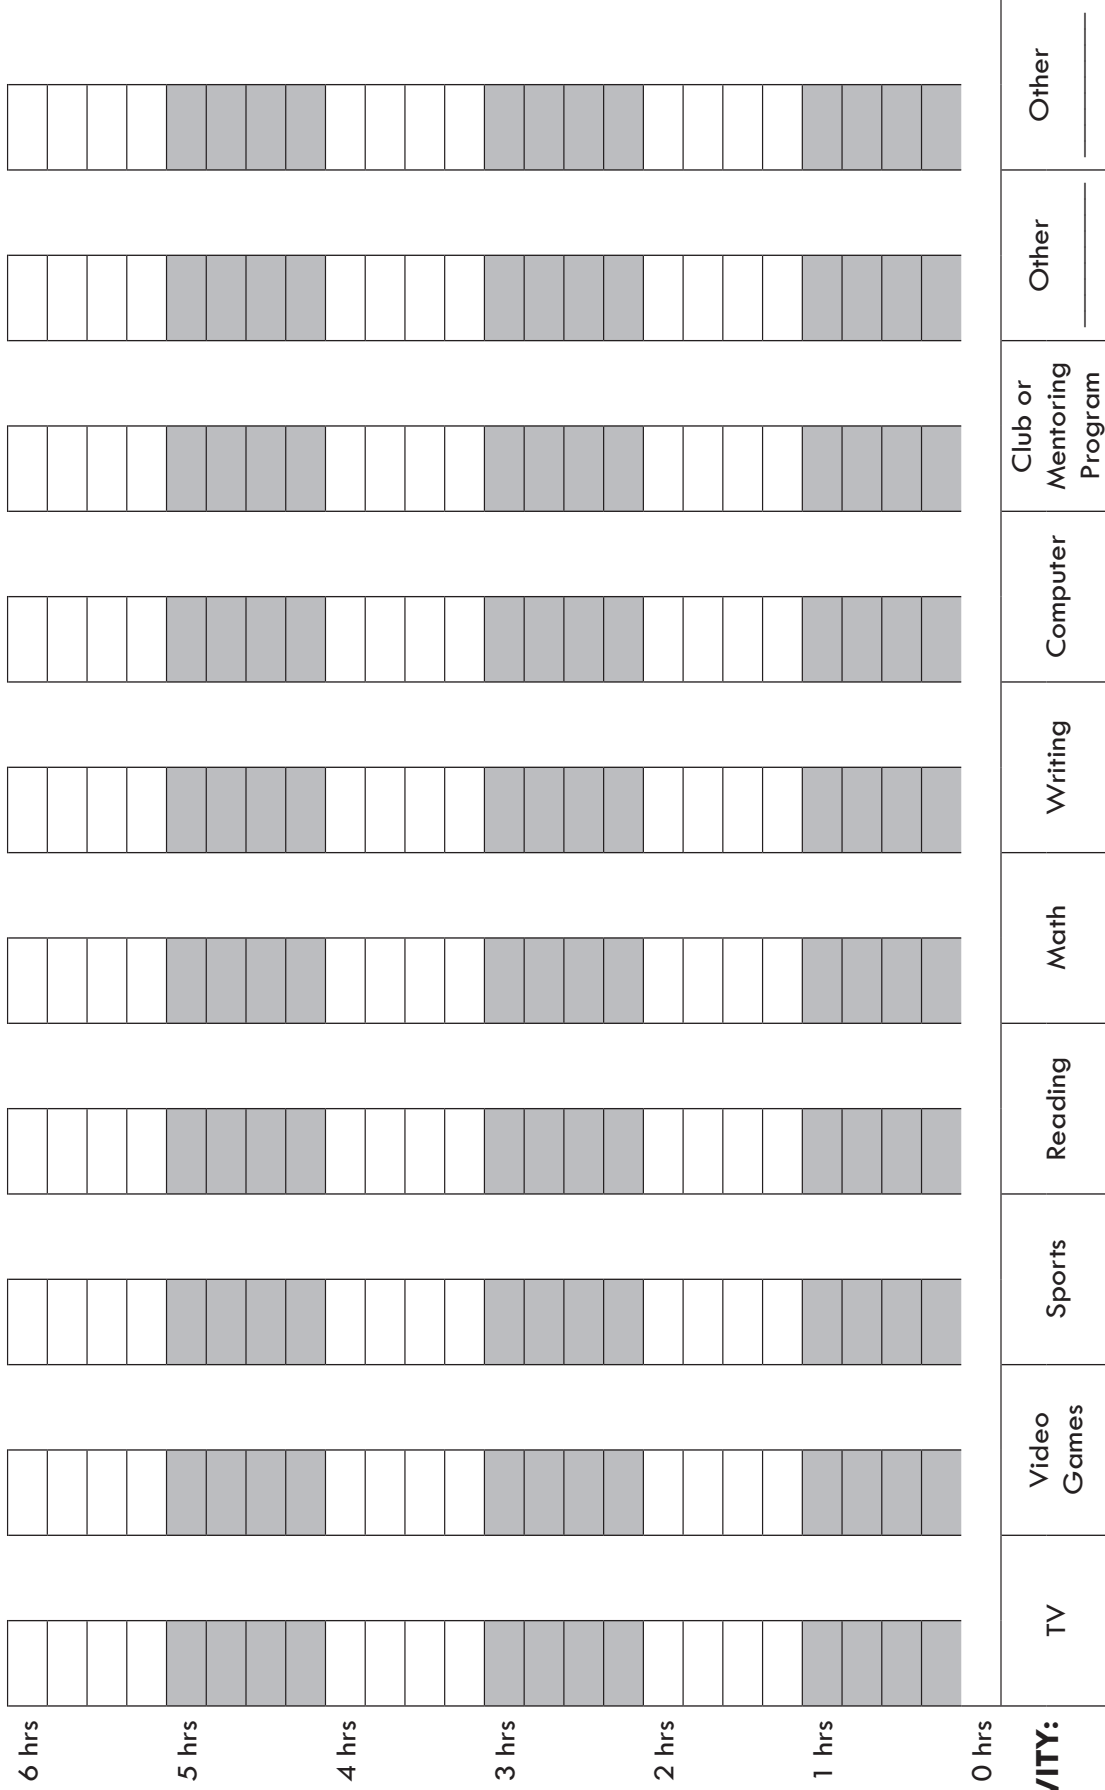 6 hrs
5 hrs
4 hrs
3 hrs
2 hrs
1 hrs
0 hrs
VITY:
TV
Video
Games
Sports
Reading
Math
Writing
Computer
Club or
Mentoring
Program
Other
Other